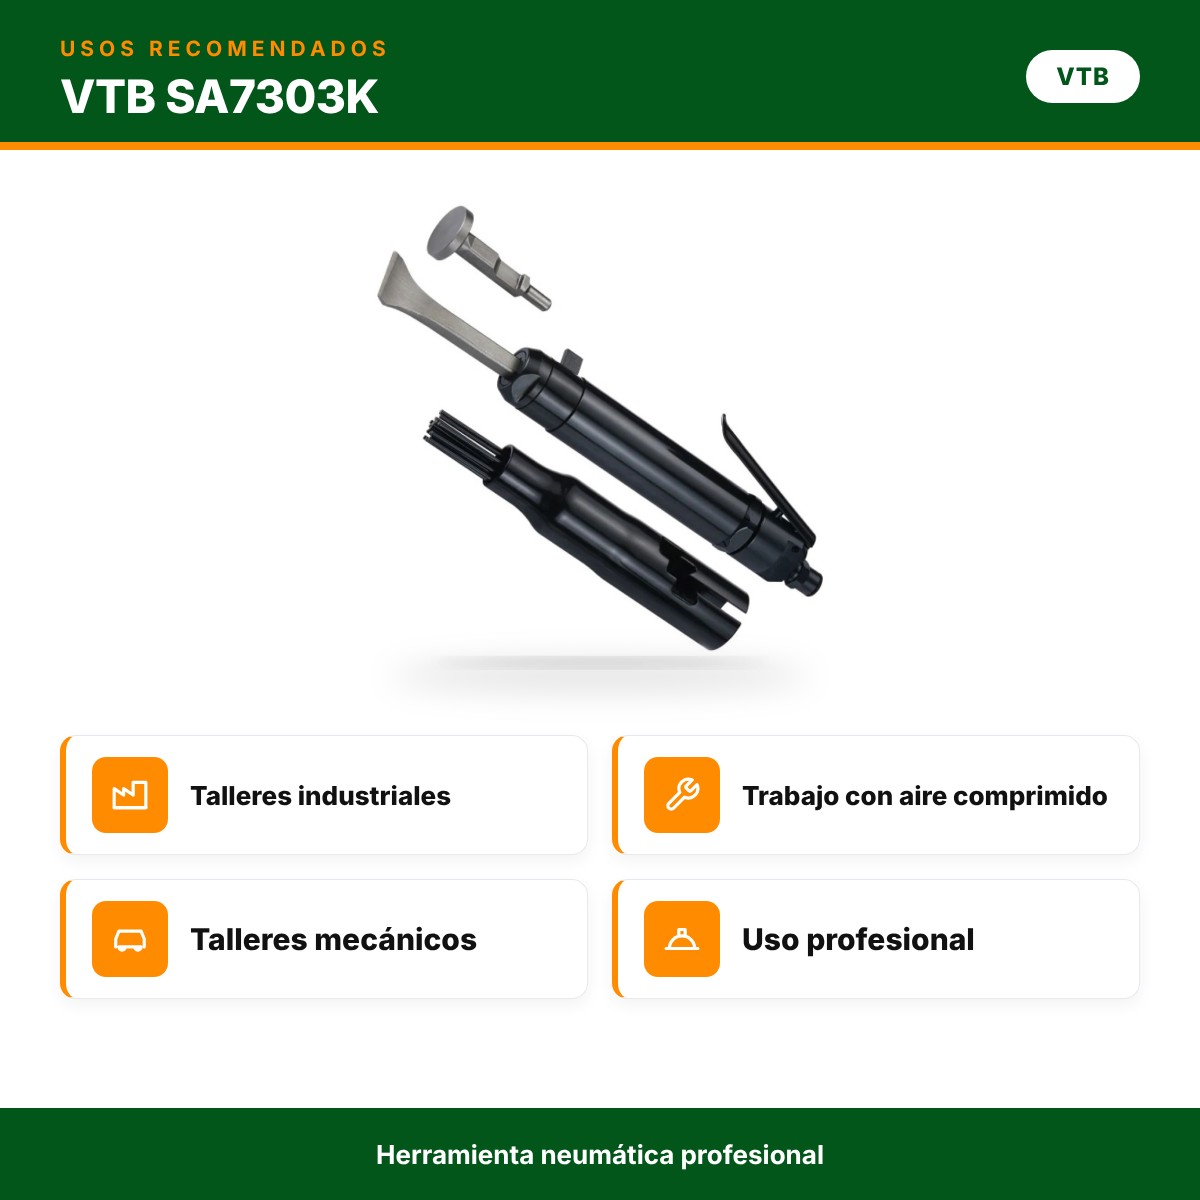 USOS RECOMENDADOS
VTB SA7303K
VTB
Talleres industriales
Trabajo con aire comprimido
Talleres mecánicos
Uso profesional
Herramienta neumática profesional